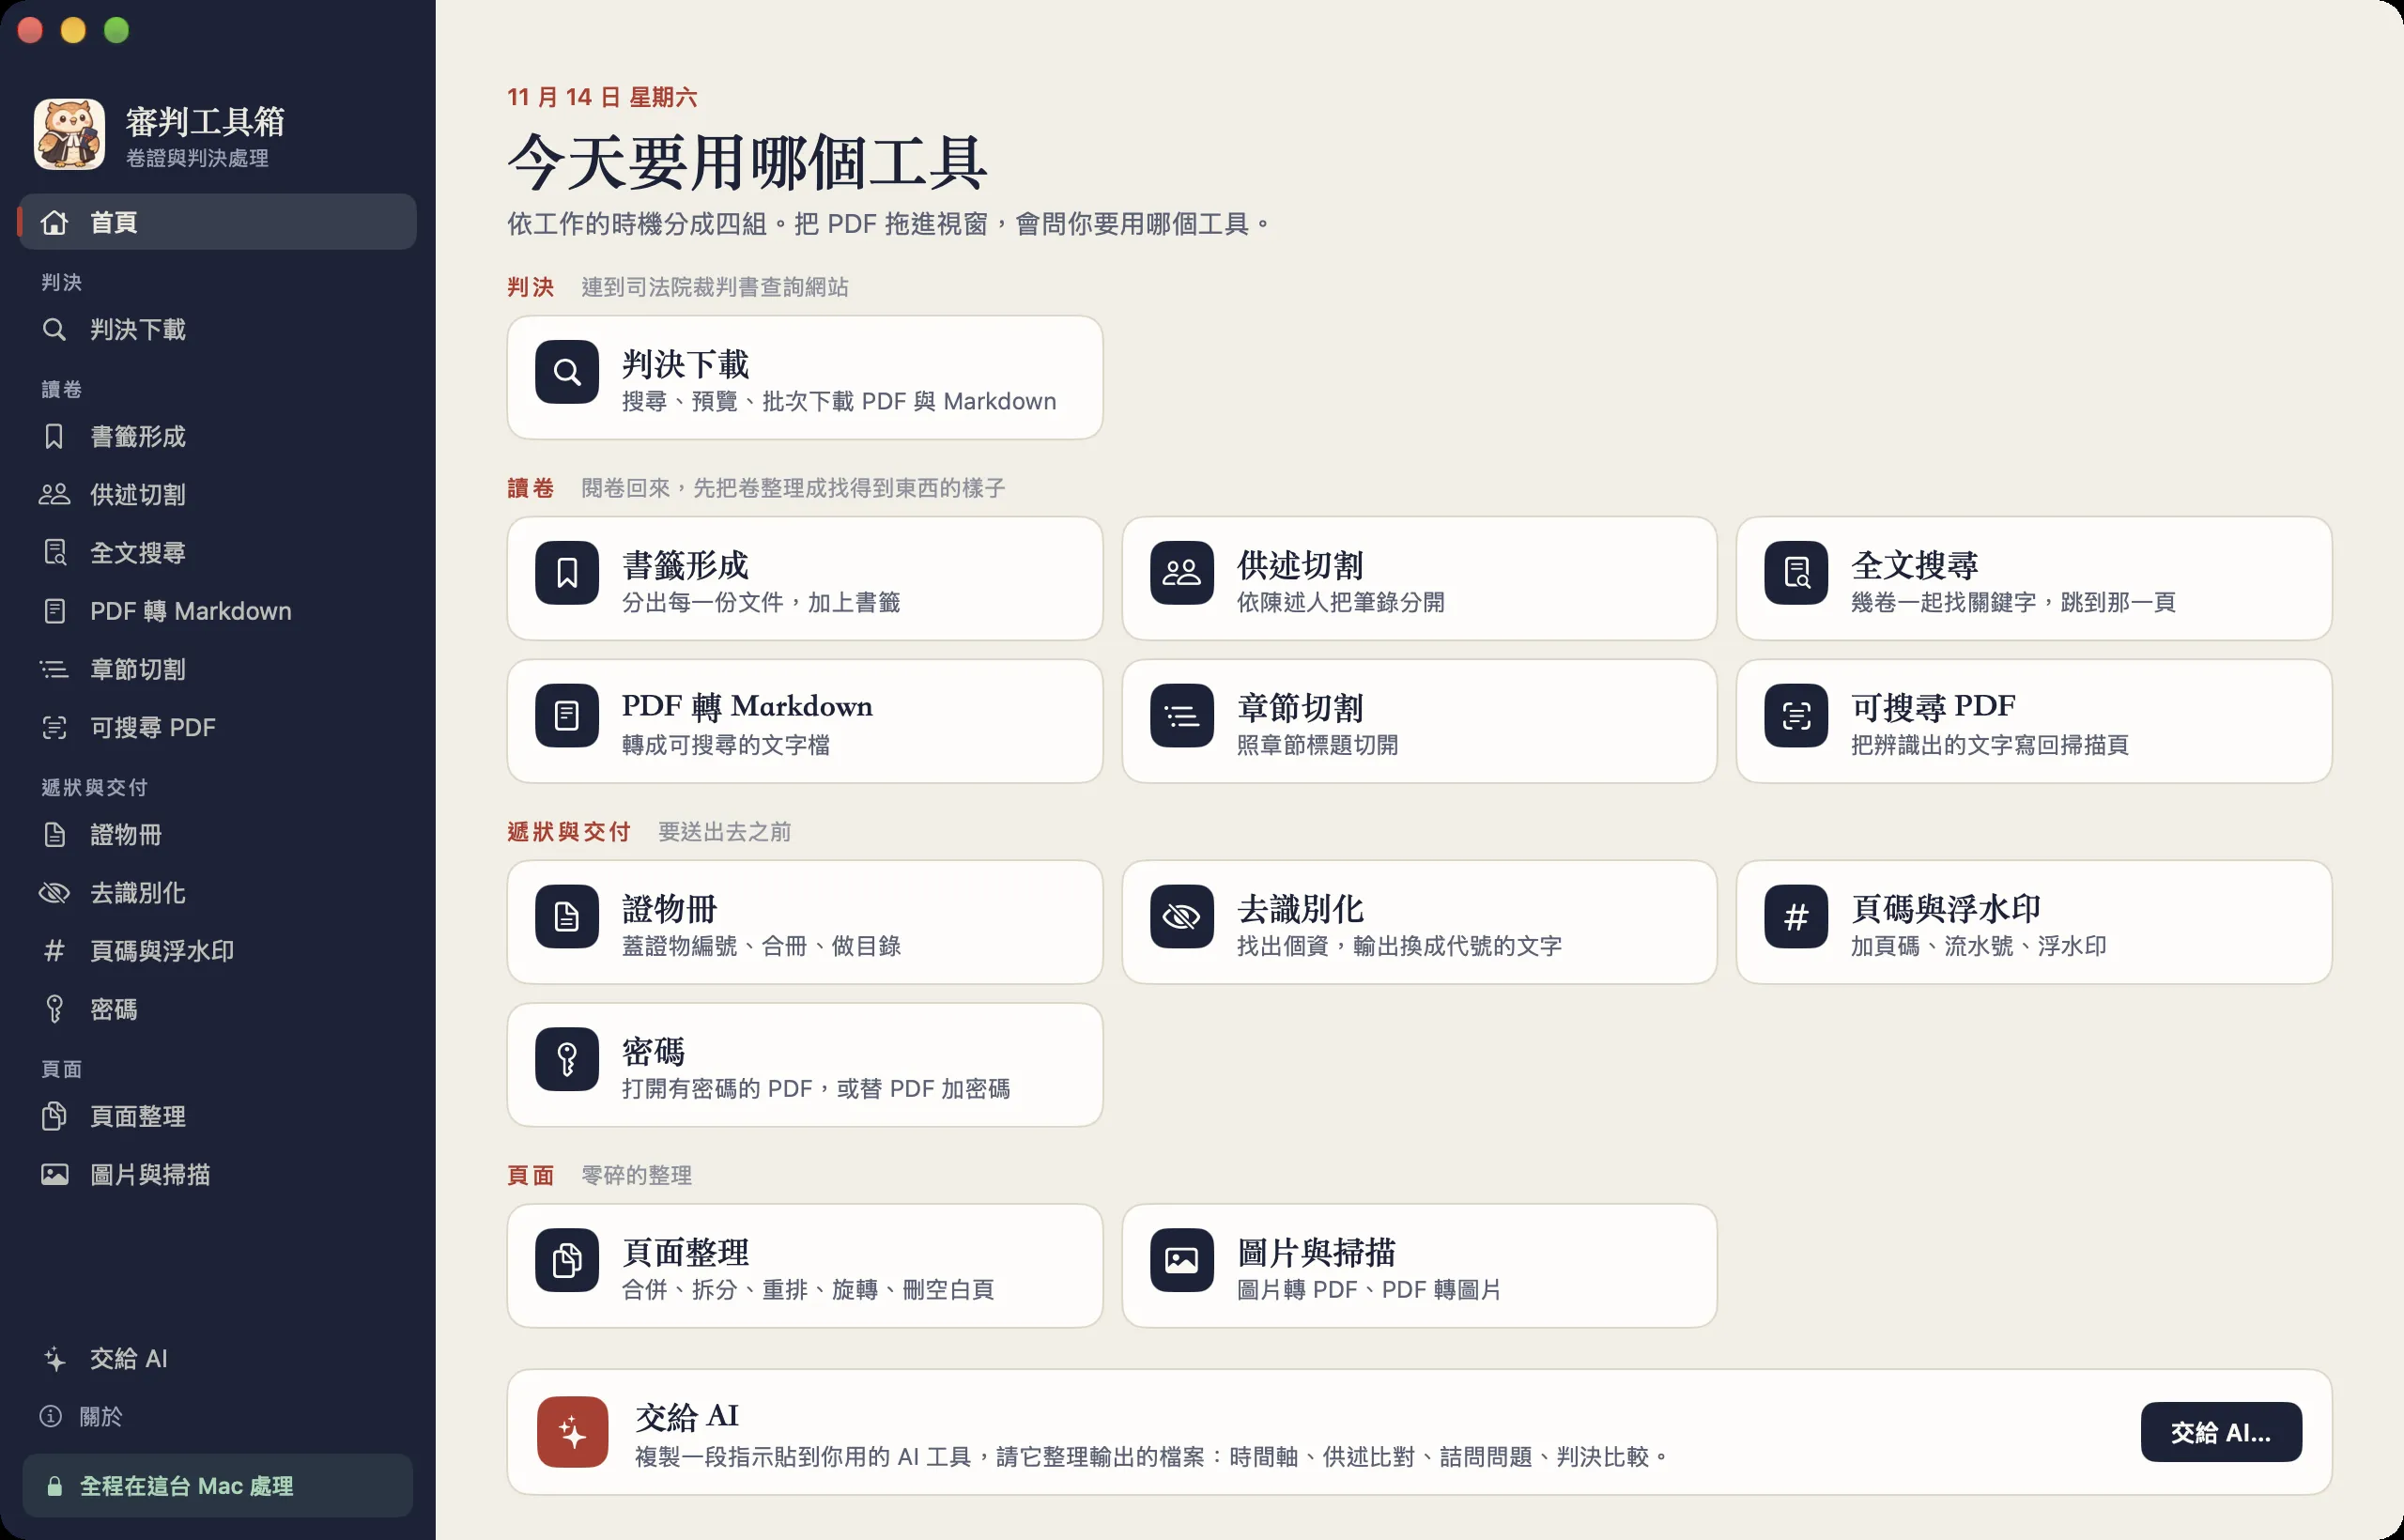 審判工具箱
卷證與判決處理
首頁
判決
判決下載
讀卷
書籤形成
供述切割
全文搜尋
PDF 轉 Markdown
章節切割
可搜尋 PDF
遞狀與交付
證物冊
去識別化
頁碼與浮水印
密碼
頁面
頁面整理
圖片與掃描
交給 AI
關於
全程在這台 Mac 處理
11 月 14 日 星期六
今天要用哪個工具
依工作的時機分成四組。把 PDF 拖進視窗，會問你要用哪個工具。
判決 連到司法院裁判書查詢網站
判決下載
搜尋、預覽、批次下載 PDF 與 Markdown
讀卷 閱卷回來，先把卷整理成找得到東西的樣子
書籤形成
分出每一份文件，加上書籤
供述切割
依陳述人把筆錄分開
全文搜尋
幾卷一起找關鍵字，跳到那一頁
PDF 轉 Markdown
轉成可搜尋的文字檔
章節切割
照章節標題切開
可搜尋 PDF
把辨識出的文字寫回掃描頁
遞狀與交付 要送出去之前
證物冊
蓋證物編號、合冊、做目錄
去識別化
找出個資，輸出換成代號的文字
頁碼與浮水印
加頁碼、流水號、浮水印
密碼
打開有密碼的 PDF，或替 PDF 加密碼
頁面 零碎的整理
頁面整理
合併、拆分、重排、旋轉、刪空白頁
圖片與掃描
圖片轉 PDF、PDF 轉圖片
交給 AI
複製一段指示貼到你用的 AI 工具，請它整理輸出的檔案：時間軸、供述比對、詰問問題、判決比較。
交給 AI...